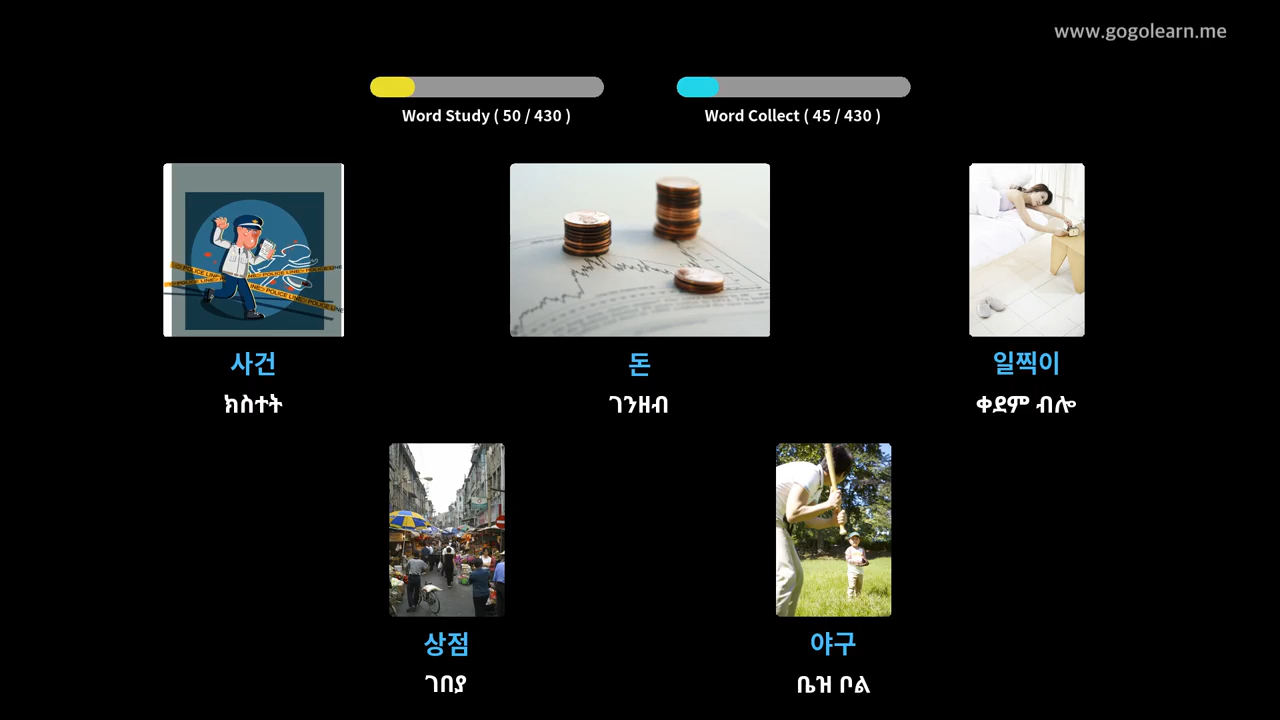 www.gogolearn.me
Word Study ( 50 / 430 )
Word Collect ( 45 / 430 )
사건
돈
일찍이
ክስተት
ገንዘብ
ቀደም ብሎ
상점
야구
ገበያ
ቤዝ ቦል